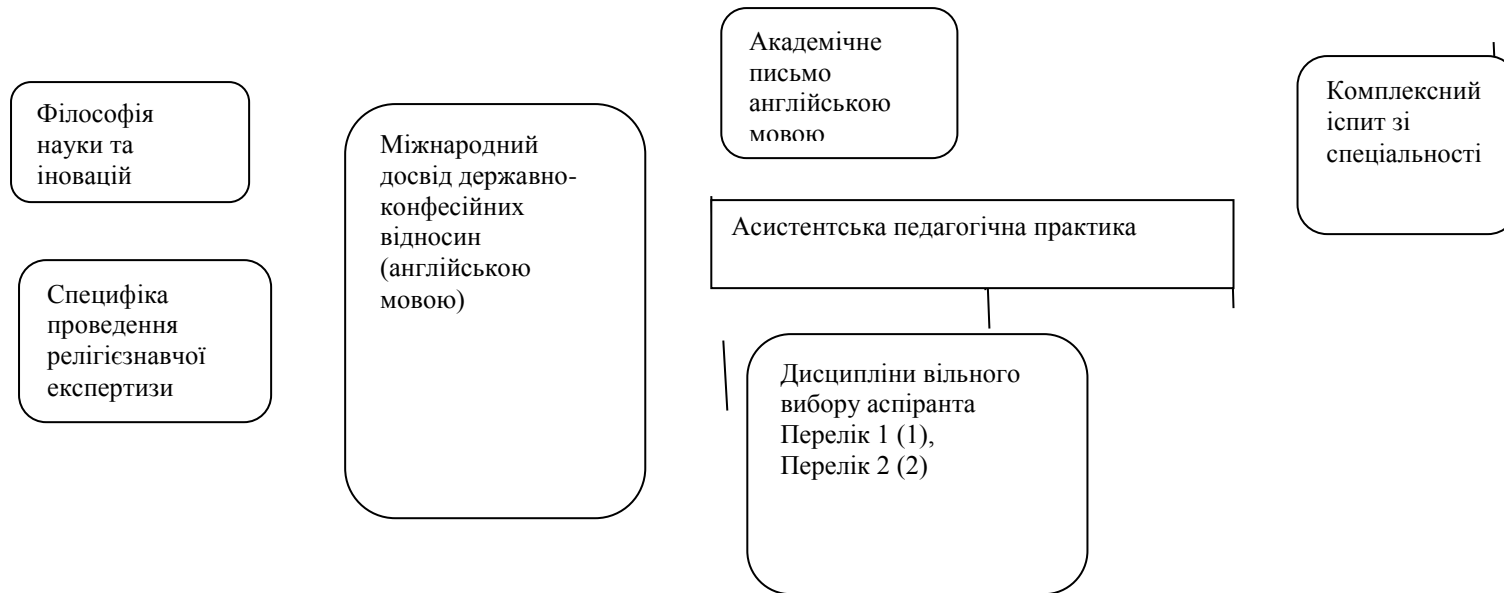 Філософія
науки та
іновацій
Специфіка
проведення
релігієзнавчої
експертизи
Міжнародний
досвід державно-
конфесійних
відносин
(англійською
мовою)
Академічне
письмо
англійською
мовою
Асистентська педагогічна практика
Дисципліни вільного
вибору аспіранта
Перелік 1 (1),
Перелік 2 (2)
Комплексний
іспит зі
спеціальності